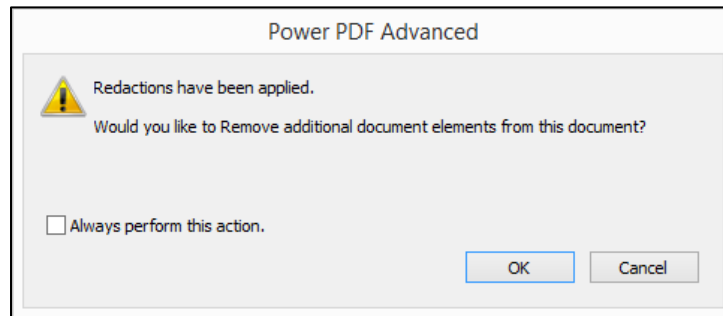 Power PDF Advanced
Redactions have been applied.
Would you like to Remove additional document elements from this document?
Always perform this action.
OK
Cancel